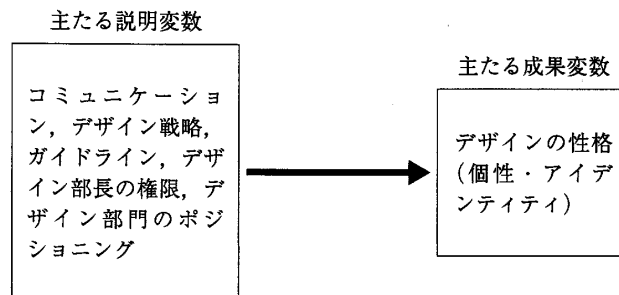 主たる説明変数
コミュニケーショ
ン，デザイン戦略，
ガイドライン，デザ
イン部長の権限，デ
ザイン部門のポジ
ショニング
主たる成果変数
デザインの性格
(個性・アイデ
ンティティ)